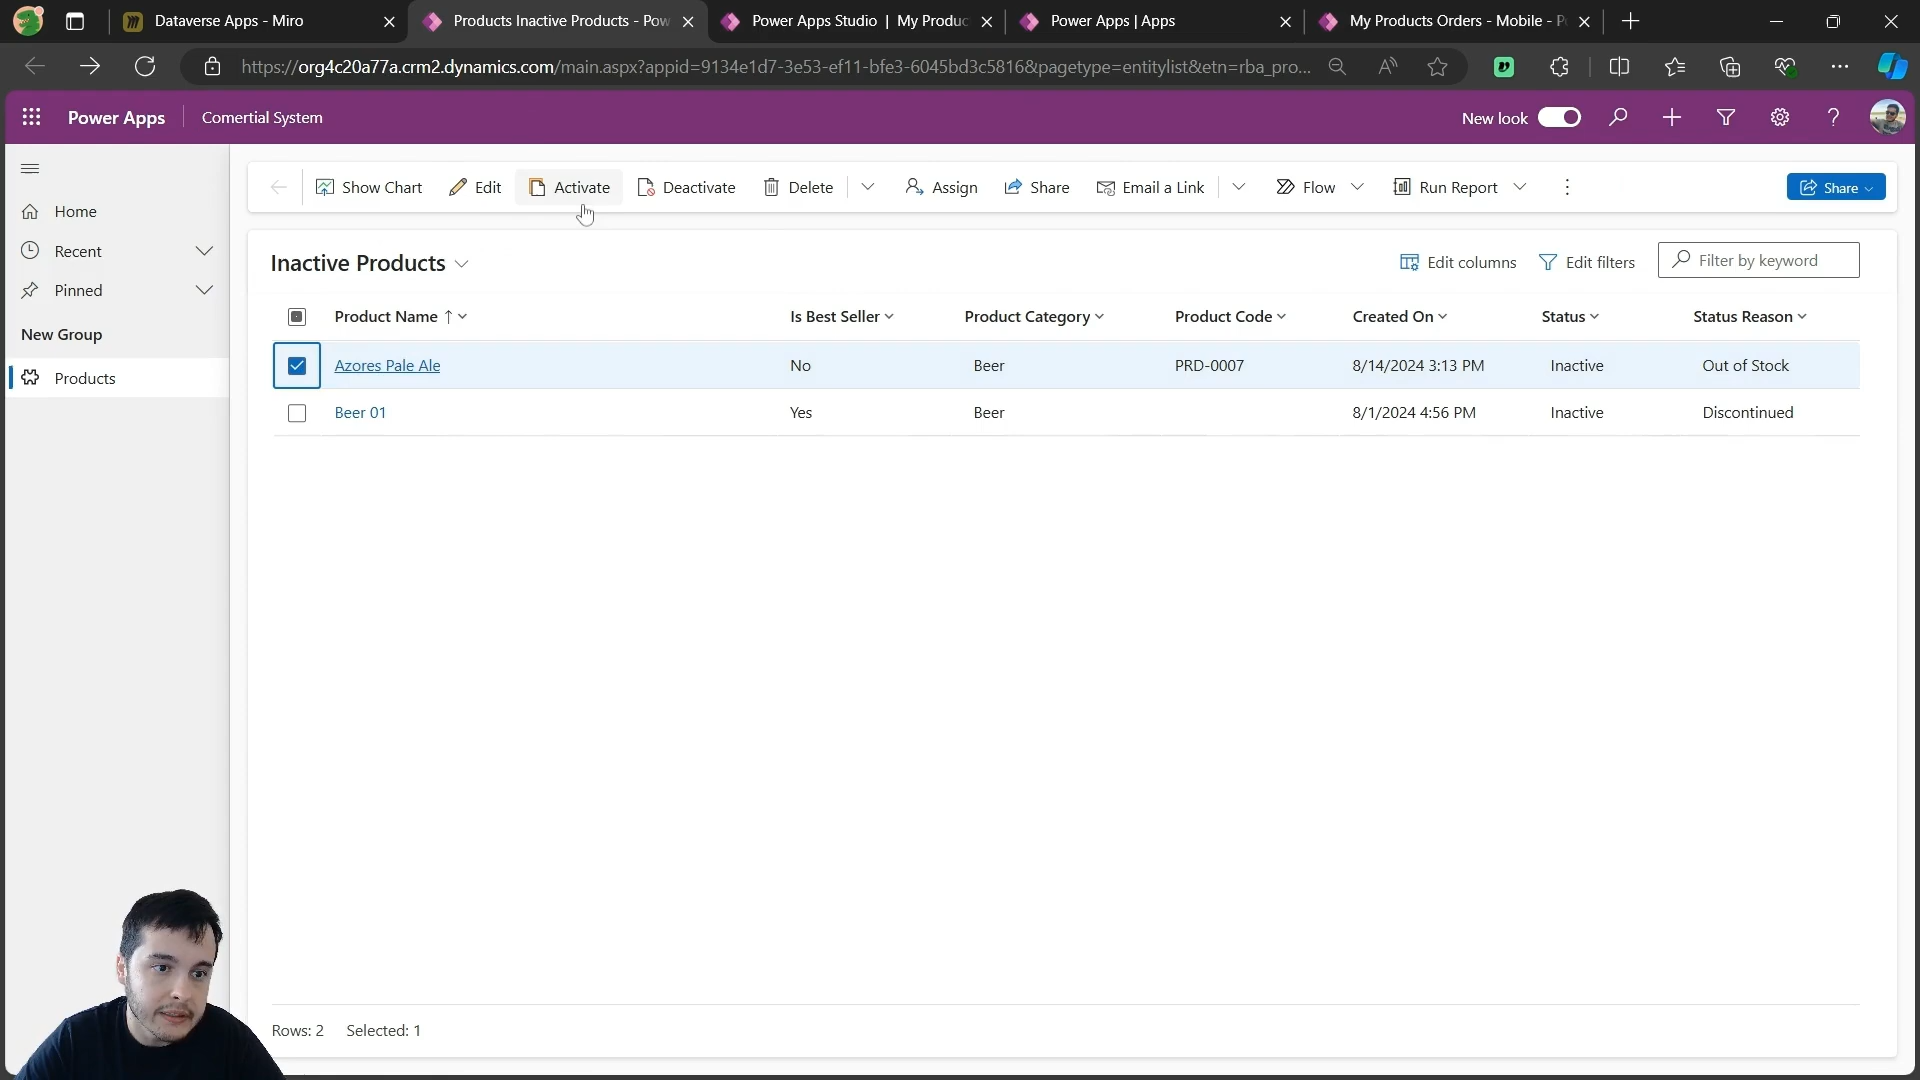 Dataverse Apps - Miro
Products Inactive Products - Pow
Power Apps Studio | My Produc
Power Apps | Apps
My Products Orders - Mobile - P
https://org4c20a77a.crm2.dynamics.com/main.aspx?appid=9134e1d7-3e53-ef11-bfe3-6045bd3c5816&pagetype=entitylist&etn=rba_pro...
Power Apps
Comertial System
New look
Show Chart
Edit
Activate
Deactivate
Delete
Assign
Share
Email a Link
Flow
Run Report
Share
Home
Recent
Pinned
New Group
Products
Inactive Products
Edit columns
Edit filters
Filter by keyword
Product Name
Is Best Seller
Product Category
Product Code
Created On
Status
Status Reason
Azores Pale Ale
No
Beer
PRD-0007
8/14/2024 3:13 PM
Inactive
Out of Stock
Beer 01
Yes
Beer
8/1/2024 4:56 PM
Inactive
Discontinued
Rows: 2
Selected: 1